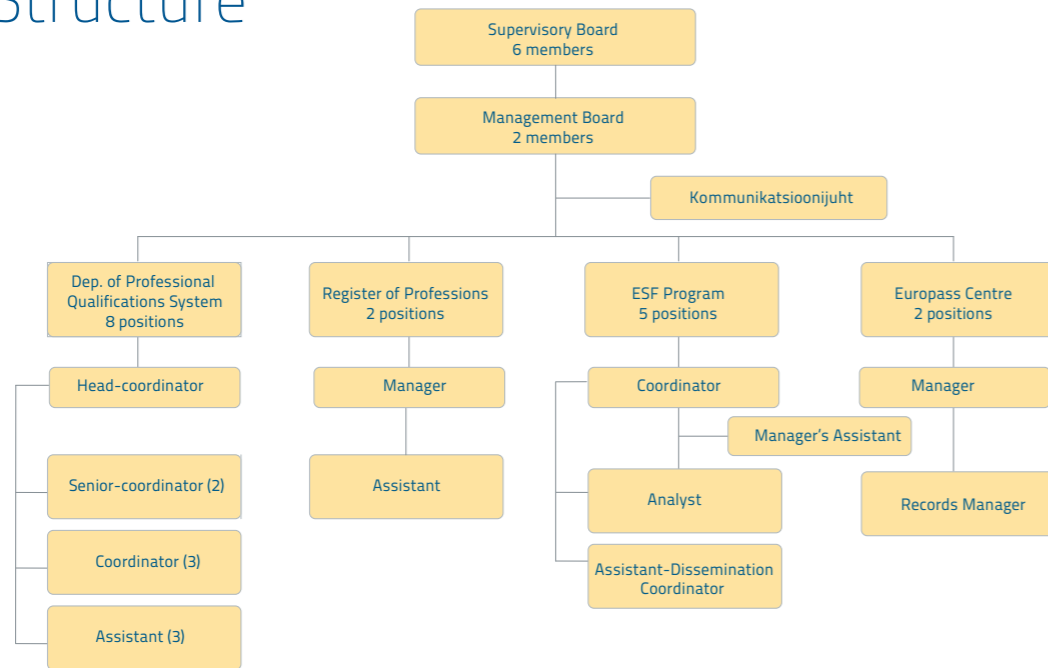 Structure
Supervisory Board
6 members
Management Board
2 members
Kommunikatsioonijuht
Dep. of Professional
Qualifications System
8 positions
Register of Professions
2 positions
ESF Program
5 positions
Europass Centre
2 positions
Head-coordinator
Manager
Coordinator
Manager
Manager's Assistant
Senior-coordinator (2)
Assistant
Analyst
Records Manager
Coordinator (3)
Assistant-Dissemination
Coordinator
Assistant (3)